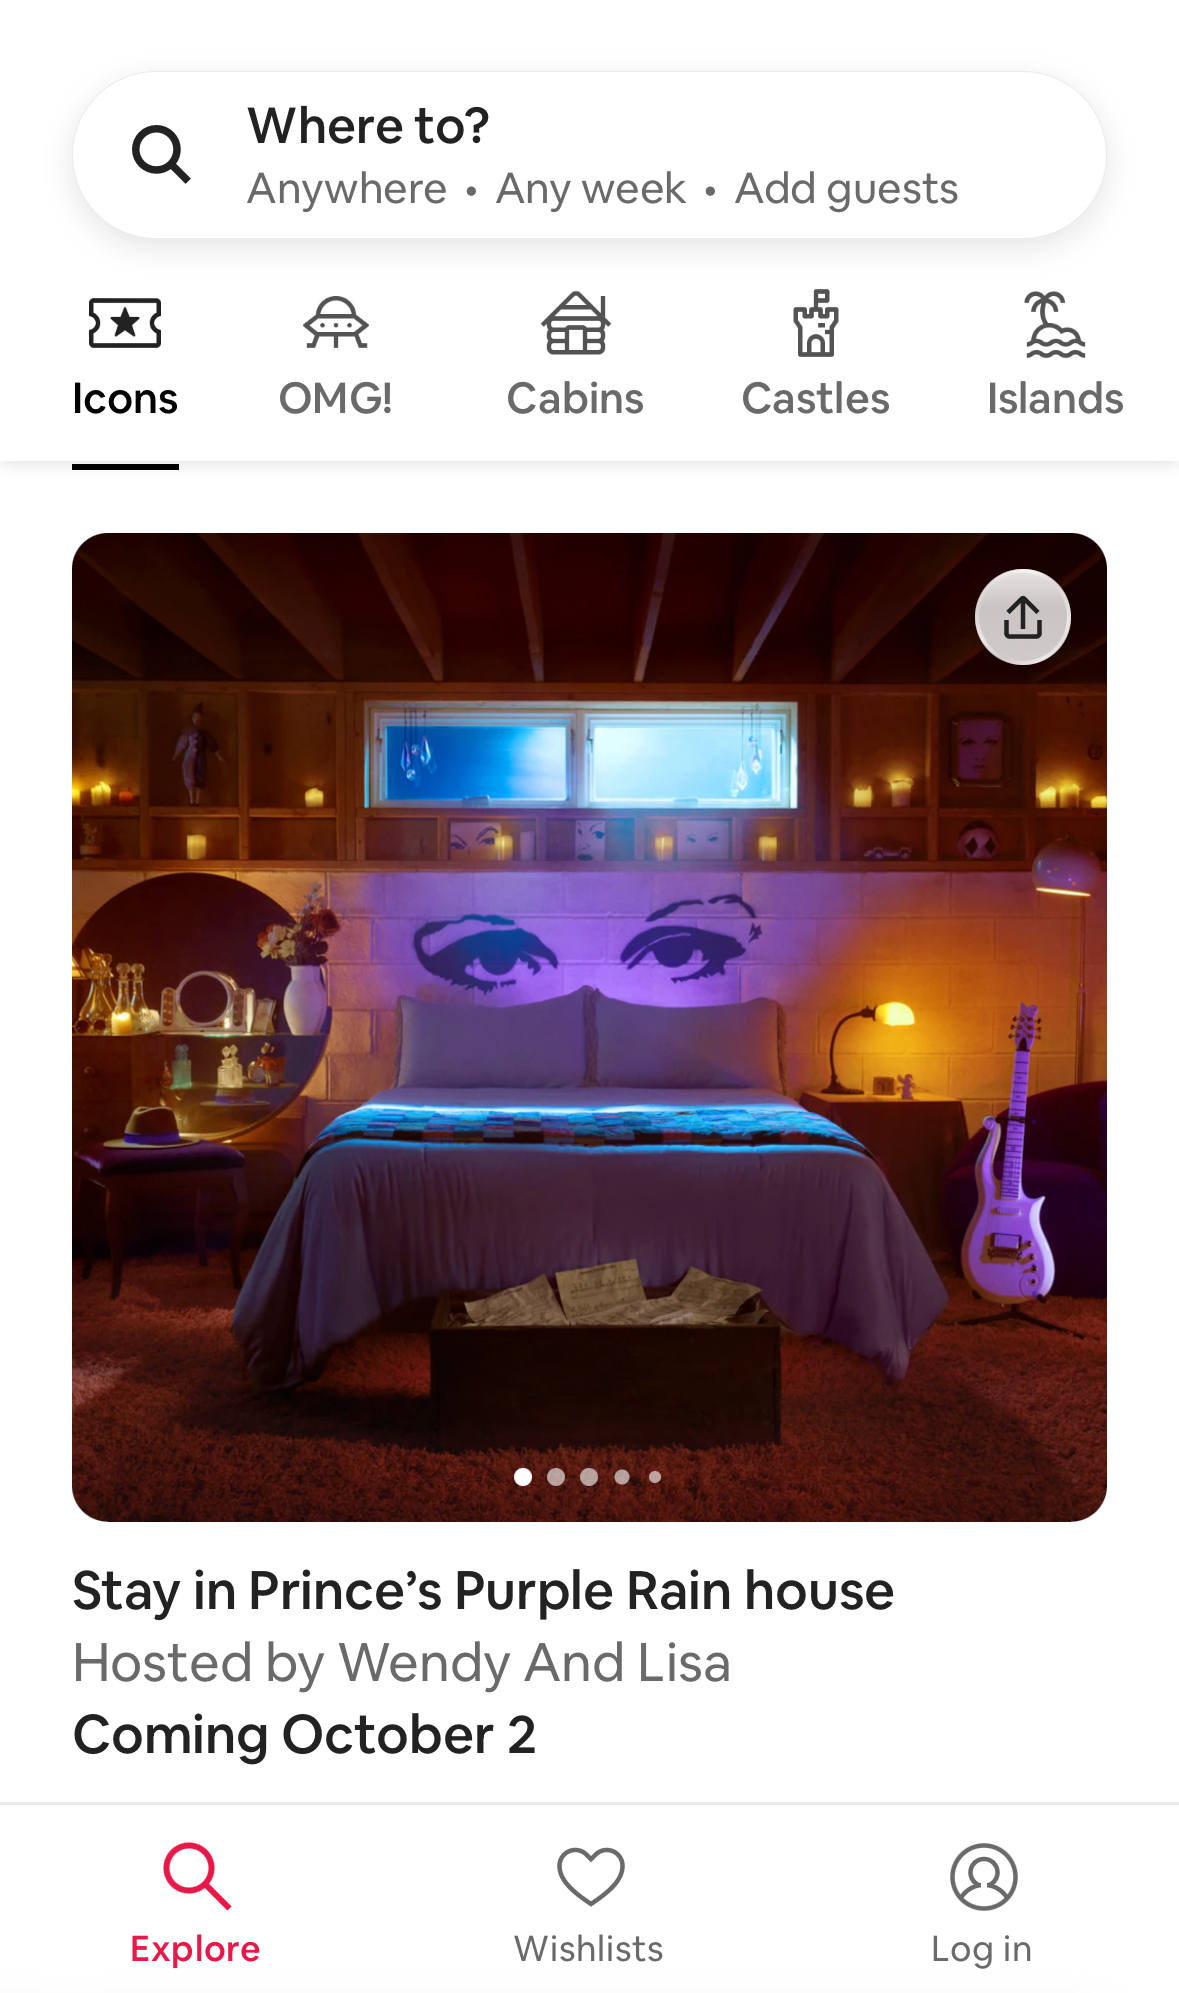 Where to?
Anywhere • Any week • Add guests
Icons OMG! Cabins Castles Islands
Stay in Prince’s Purple Rain house
Hosted by Wendy And Lisa
Coming October 2
Explore Wishlists Log in